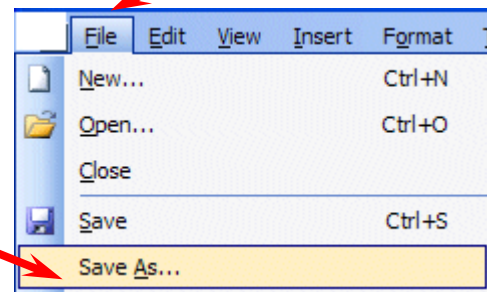 File Edit View Insert Format
New... Ctrl+N
Open... Ctrl+O
Close
Save Ctrl+S
Save As...